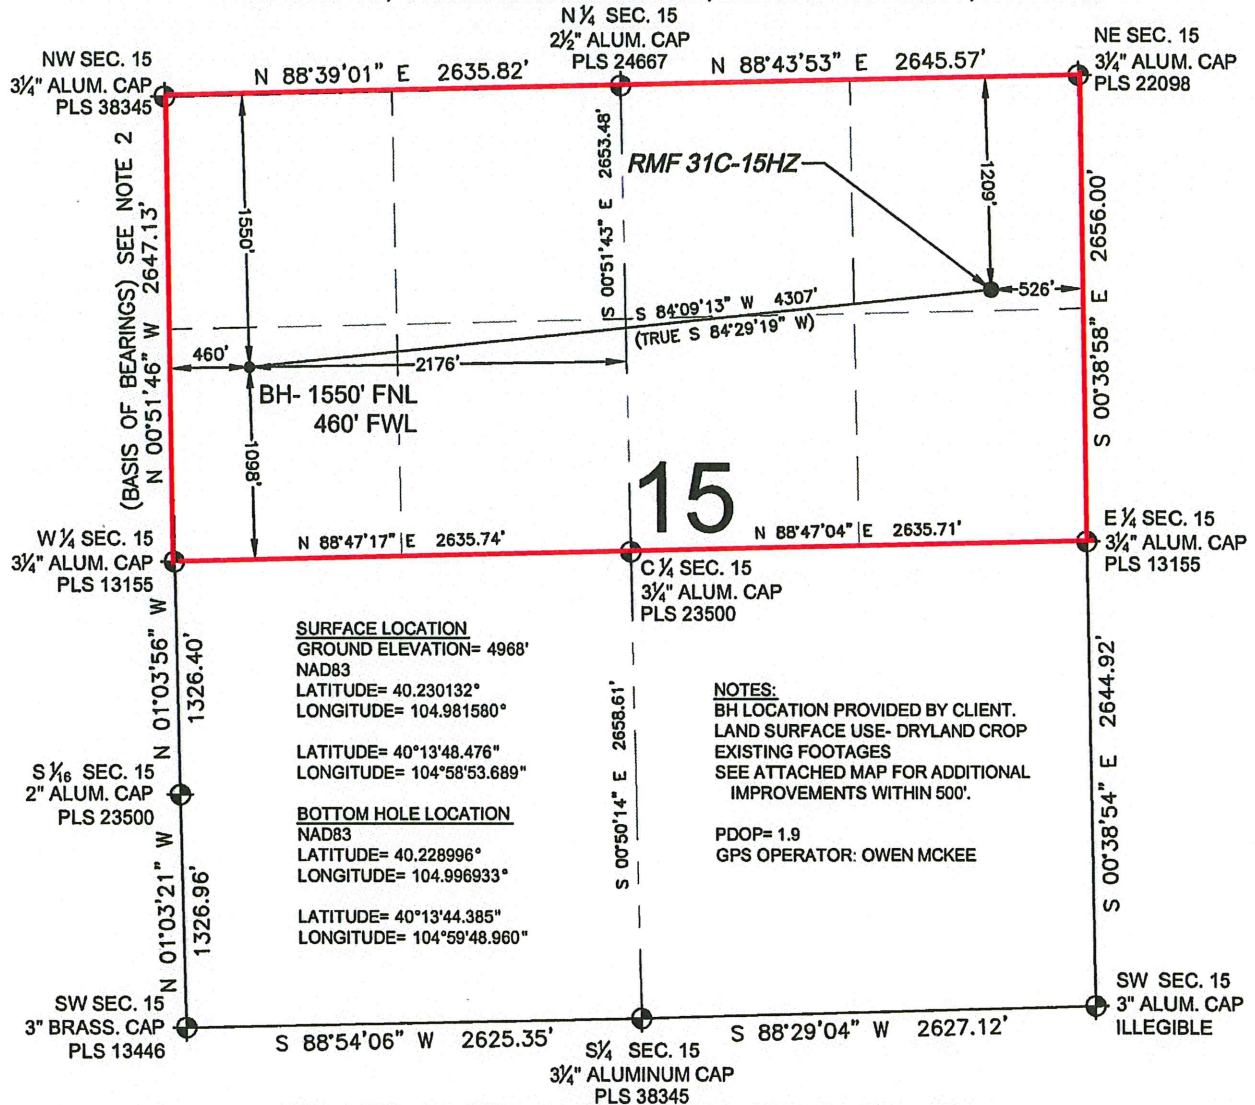 N ¼ SEC. 15
2½" ALUM. CAP
PLS 24667
NW SEC. 15
3¼" ALUM. CAP
PLS 38345
N 88°39'01" E 2635.82'
N 88°43'53" E 2645.57'
NE SEC. 15
3¼" ALUM. CAP
PLS 22098
(BASIS OF BEARINGS) SEE NOTE 2
N 00°51'46" W 2647.13'
1550'
S 00°51'43" E 2653.48'
RMF 31C-15HZ
1209'
526'
S 00°38'58" E 2656.00'
S 84°09'13" W 4307'
(TRUE S 84°29'19" W)
460'
2176'
BH- 1550' FNL
460' FWL
1098'
15
W ¼ SEC. 15
3¼" ALUM. CAP
PLS 13155
N 88°47'17" E 2635.74'
N 88°47'04" E 2635.71'
E ¼ SEC. 15
3¼" ALUM. CAP
PLS 13155
C ¼ SEC. 15
3¼" ALUM. CAP
PLS 23500
N 01°03'56" W
1326.40'
SURFACE LOCATION
GROUND ELEVATION= 4968'
NAD83
LATITUDE= 40.230132°
LONGITUDE= 104.981580°
LATITUDE= 40°13'48.476"
LONGITUDE= 104°58'53.689"
BOTTOM HOLE LOCATION
NAD83
LATITUDE= 40.228996°
LONGITUDE= 104.996933°
LATITUDE= 40°13'44.385"
LONGITUDE= 104°59'48.960"
S 00°50'14" E 2658.61'
NOTES:
BH LOCATION PROVIDED BY CLIENT.
LAND SURFACE USE- DRYLAND CROP
EXISTING FOOTAGES
SEE ATTACHED MAP FOR ADDITIONAL
IMPROVEMENTS WITHIN 500'.
PDOP= 1.9
GPS OPERATOR: OWEN MCKEE
S 00°38'54" E 2644.92'
S 1⁄16 SEC. 15
2" ALUM. CAP
PLS 23500
N 01°03'21" W
1326.96'
SW SEC. 15
3" BRASS. CAP
PLS 13446
S 88°54'06" W 2625.35'
S¼ SEC. 15
3¼" ALUMINUM CAP
PLS 38345
S 88°29'04" W 2627.12'
SW SEC. 15
3" ALUM. CAP
ILLEGIBLE